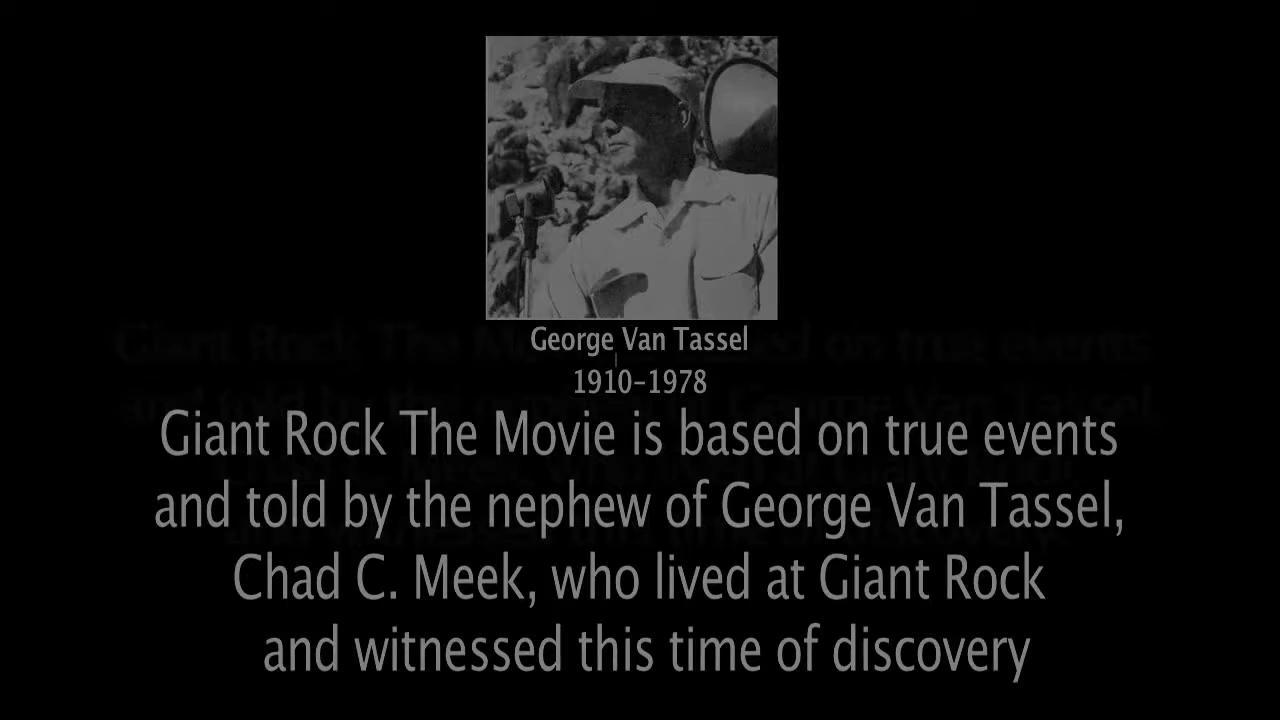 George Van Tassel
1910-1978
Giant Rock The Movie is based on true events
and told by the nephew of George Van Tassel,
Chad C. Meek, who lived at Giant Rock
and witnessed this time of discovery